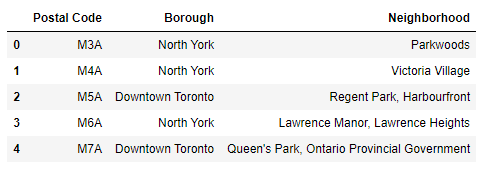 Postal Code Borough Neighborhood
0 M3A North York Parkwoods
1 M4A North York Victoria Village
2 M5A Downtown Toronto Regent Park, Harbourfront
3 M6A North York Lawrence Manor, Lawrence Heights
4 M7A Downtown Toronto Queen's Park, Ontario Provincial Government